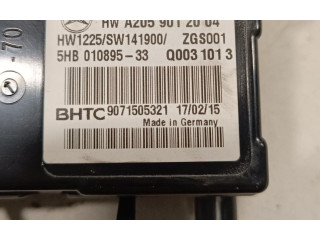 HW A205 901 20 04
HW1225/SW141900/ ZGS001
5HB 010895-33 Q003 101 3
BHTC 9071505321 17/02/15
Made in Germany
-70